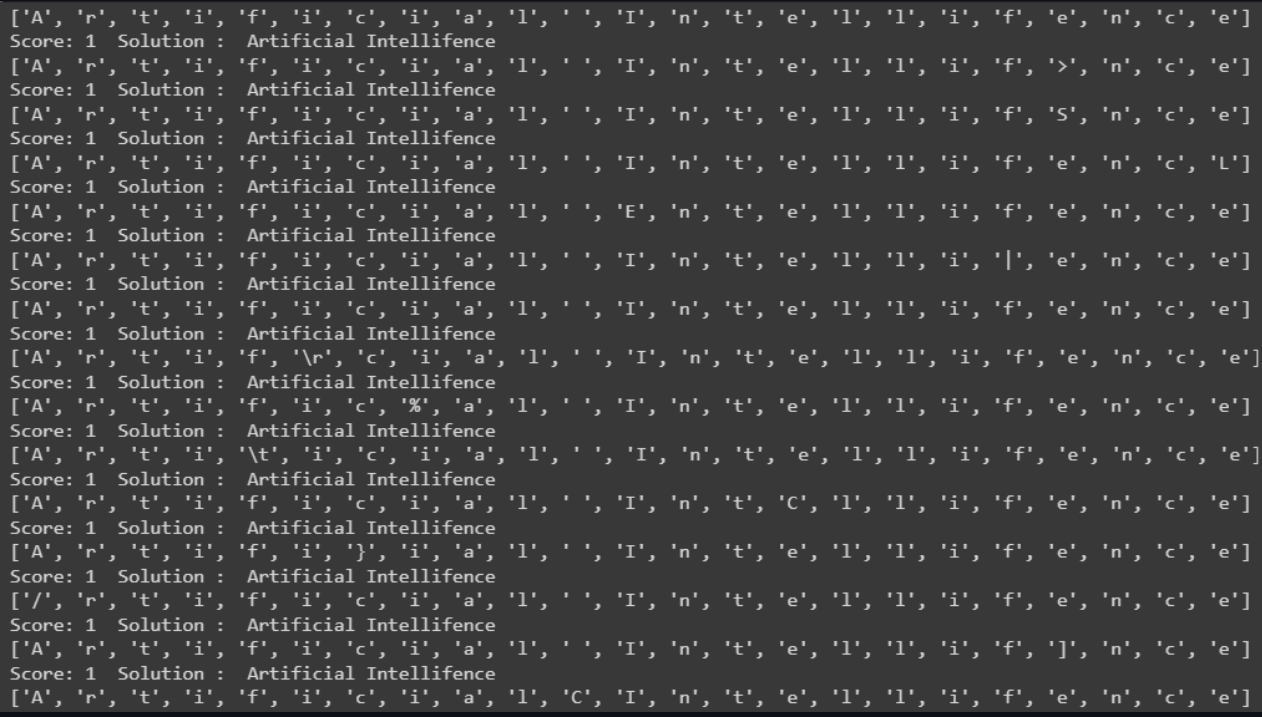 ['A', 'r', 't', 'i', 'f', 'i', 'c', 'i', 'a', 'l', ' ', 'I', 'n', 't', 'e', 'l', 'l', 'i', 'f', 'e', 'n', 'c', 'e']
Score: 1  Solution :  Artificial Intellifence
['A', 'r', 't', 'i', 'f', 'i', 'c', 'i', 'a', 'l', ' ', 'I', 'n', 't', 'e', 'l', 'l', 'i', 'f', '>', 'n', 'c', 'e']
Score: 1  Solution :  Artificial Intellifence
['A', 'r', 't', 'i', 'f', 'i', 'c', 'i', 'a', 'l', ' ', 'I', 'n', 't', 'e', 'l', 'l', 'i', 'f', 'S', 'n', 'c', 'e']
Score: 1  Solution :  Artificial Intellifence
['A', 'r', 't', 'i', 'f', 'i', 'c', 'i', 'a', 'l', ' ', 'I', 'n', 't', 'e', 'l', 'l', 'i', 'f', 'e', 'n', 'c', 'L']
Score: 1  Solution :  Artificial Intellifence
['A', 'r', 't', 'i', 'f', 'i', 'c', 'i', 'a', 'l', ' ', 'E', 'n', 't', 'e', 'l', 'l', 'i', 'f', 'e', 'n', 'c', 'e']
Score: 1  Solution :  Artificial Intellifence
['A', 'r', 't', 'i', 'f', 'i', 'c', 'i', 'a', 'l', ' ', 'I', 'n', 't', 'e', 'l', 'l', 'i', '|', 'e', 'n', 'c', 'e']
Score: 1  Solution :  Artificial Intellifence
['A', 'r', 't', 'i', 'f', 'i', 'c', 'i', 'a', 'l', ' ', 'I', 'n', 't', 'e', 'l', 'l', 'i', 'f', 'e', 'n', 'c', 'e']
Score: 1  Solution :  Artificial Intellifence
['A', 'r', 't', 'i', 'f', '\r', 'c', 'i', 'a', 'l', ' ', 'I', 'n', 't', 'e', 'l', 'l', 'i', 'f', 'e', 'n', 'c', 'e']
Score: 1  Solution :  Artificial Intellifence
['A', 'r', 't', 'i', 'f', 'i', 'c', '%', 'a', 'l', ' ', 'I', 'n', 't', 'e', 'l', 'l', 'i', 'f', 'e', 'n', 'c', 'e']
Score: 1  Solution :  Artificial Intellifence
['A', 'r', 't', 'i', '\t', 'i', 'c', 'i', 'a', 'l', ' ', 'I', 'n', 't', 'e', 'l', 'l', 'i', 'f', 'e', 'n', 'c', 'e']
Score: 1  Solution :  Artificial Intellifence
['A', 'r', 't', 'i', 'f', 'i', 'c', 'i', 'a', 'l', ' ', 'I', 'n', 't', 'C', 'l', 'l', 'i', 'f', 'e', 'n', 'c', 'e']
Score: 1  Solution :  Artificial Intellifence
['A', 'r', 't', 'i', 'f', 'i', '}', 'i', 'a', 'l', ' ', 'I', 'n', 't', 'e', 'l', 'l', 'i', 'f', 'e', 'n', 'c', 'e']
Score: 1  Solution :  Artificial Intellifence
['/', 'r', 't', 'i', 'f', 'i', 'c', 'i', 'a', 'l', ' ', 'I', 'n', 't', 'e', 'l', 'l', 'i', 'f', 'e', 'n', 'c', 'e']
Score: 1  Solution :  Artificial Intellifence
['A', 'r', 't', 'i', 'f', 'i', 'c', 'i', 'a', 'l', ' ', 'I', 'n', 't', 'e', 'l', 'l', 'i', 'f', ']', 'n', 'c', 'e']
Score: 1  Solution :  Artificial Intellifence
['A', 'r', 't', 'i', 'f', 'i', 'c', 'i', 'a', 'l', 'C', 'I', 'n', 't', 'e', 'l', 'l', 'i', 'f', 'e', 'n', 'c', 'e']